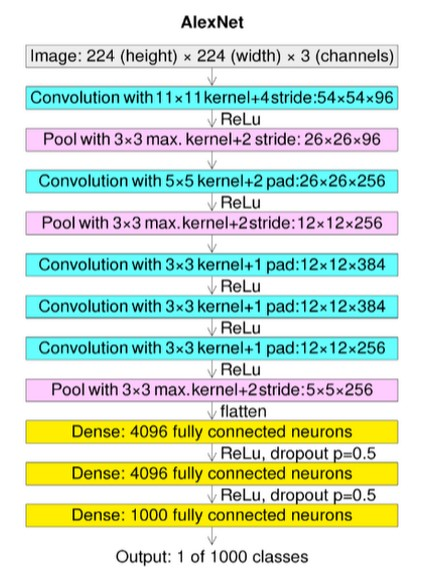 AlexNet
Image: 224 (height) × 224 (width) × 3 (channels)
Convolution with 11×11 kernel+4 stride: 54×54×96
ReLu
Pool with 3×3 max. kernel+2 stride: 26×26×96
Convolution with 5×5 kernel+2 pad:26×26×256
ReLu
Pool with 3×3 max.kernel+2stride:12×12×256
Convolution with 3×3 kernel+1 pad:12×12×384
ReLu
Convolution with 3×3 kernel+1 pad:12×12×384
ReLu
Convolution with 3×3 kernel+1 pad:12×12×256
ReLu
Pool with 3×3 max.kernel+2stride:5×5×256
flatten
Dense: 4096 fully connected neurons
ReLu, dropout p=0.5
Dense: 4096 fully connected neurons
ReLu, dropout p=0.5
Dense: 1000 fully connected neurons
Output: 1 of 1000 classes